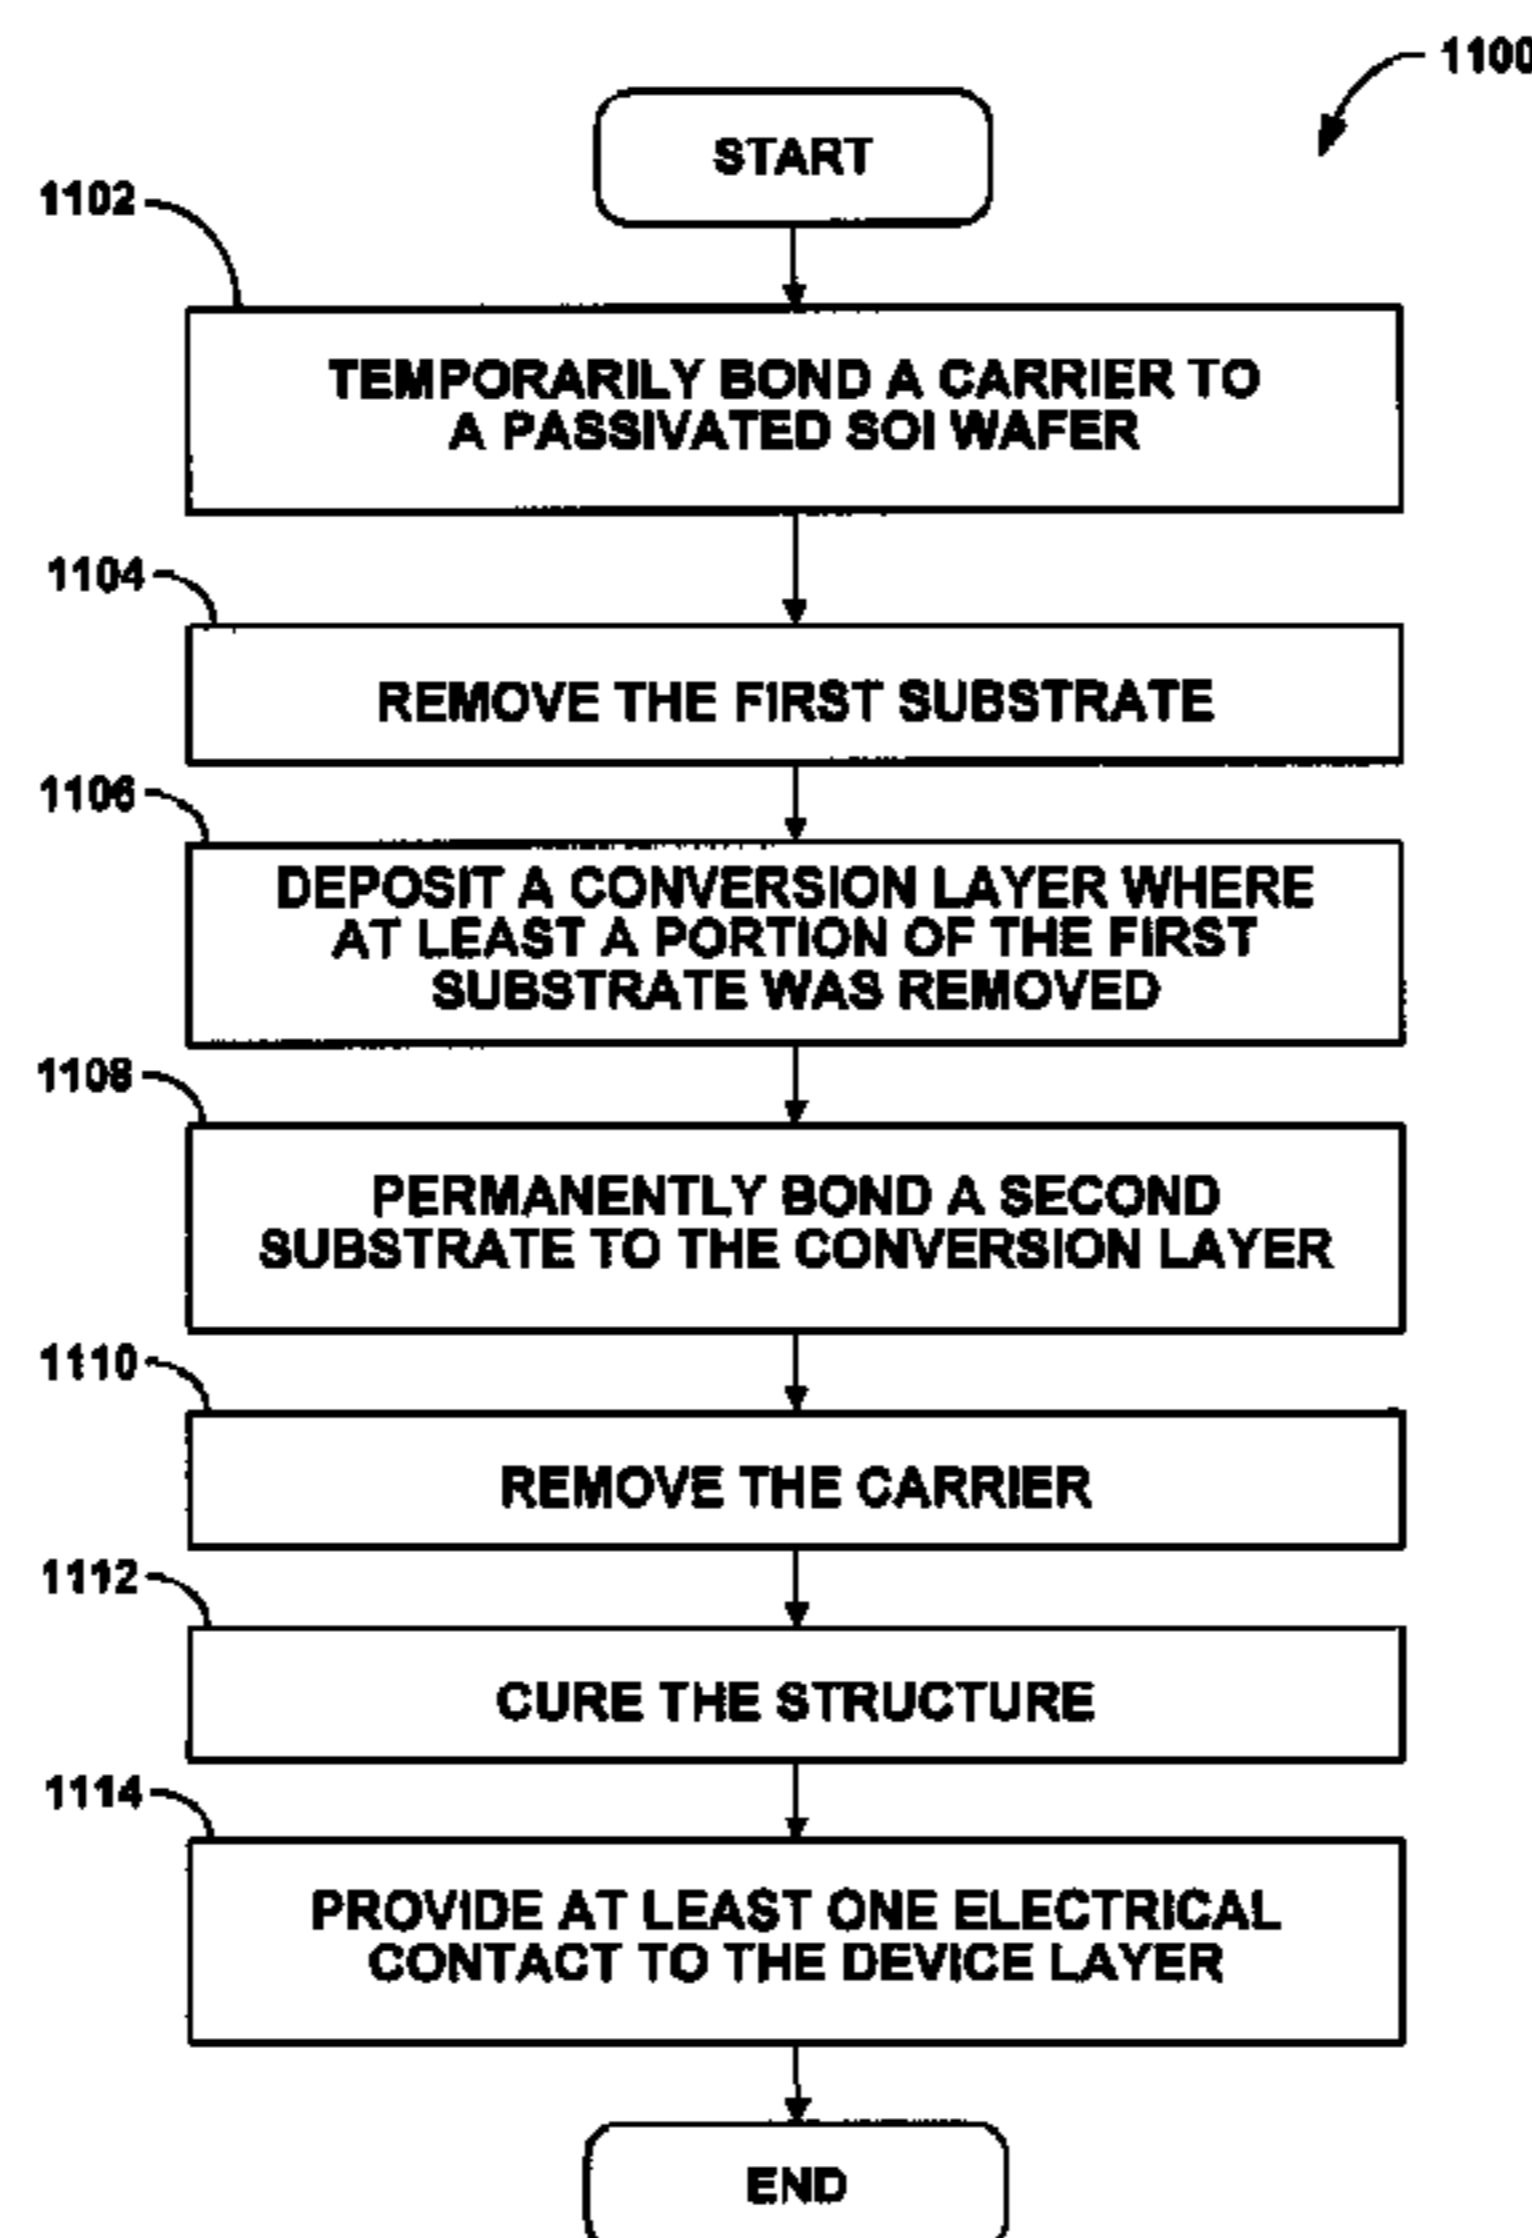 1100
START
1102
TEMPORARILY BOND A CARRIER TO
A PASSIVATED SOI WAFER
1104
REMOVE THE FIRST SUBSTRATE
1106
DEPOSIT A CONVERSION LAYER WHERE
AT LEAST A PORTION OF THE FIRST
SUBSTRATE WAS REMOVED
1108
PERMANENTLY BOND A SECOND
SUBSTRATE TO THE CONVERSION LAYER
1110
REMOVE THE CARRIER
1112
CURE THE STRUCTURE
1114
PROVIDE AT LEAST ONE ELECTRICAL
CONTACT TO THE DEVICE LAYER
END